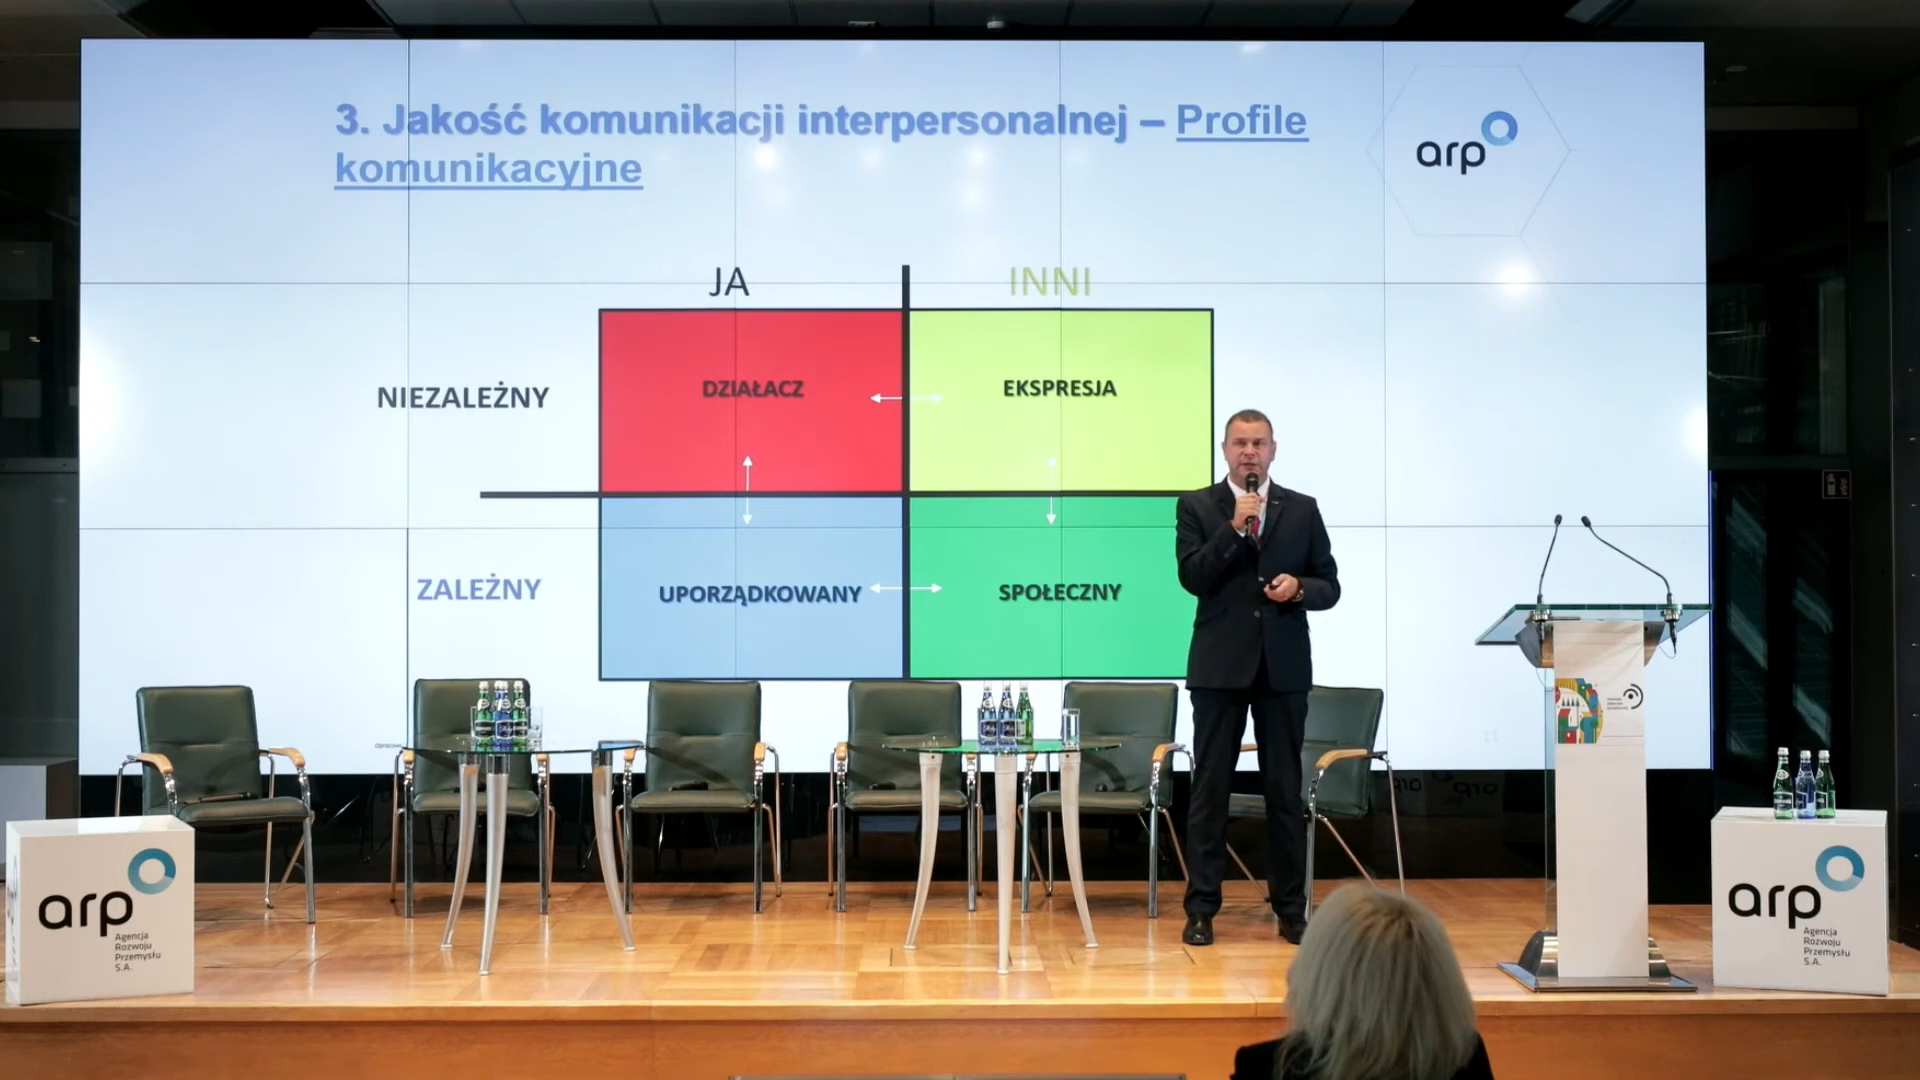 3. Jakość komunikacji interpersonalnej – Profile
komunikacyjne
arp
JA
INNI
NIEZALEŻNY
DZIAŁACZ
EKSPRESJA
ZALEŻNY
UPORZĄDKOWANY
SPOŁECZNY
11
arp
Agencja
Rozwoju
Przemysłu
S.A.
arp
Agencja
Rozwoju
Przemysłu
S.A.